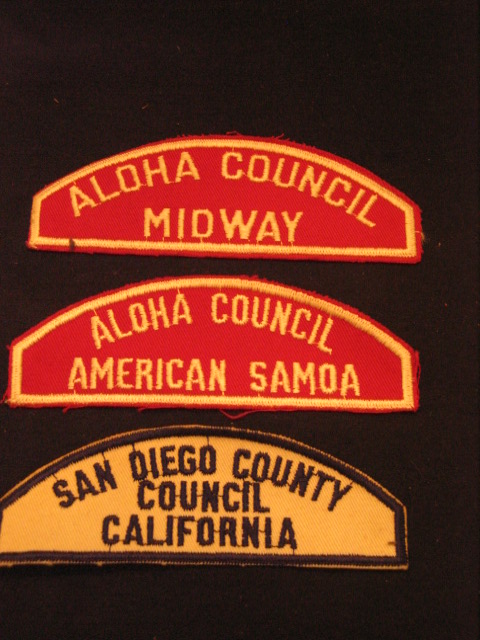 ALOHA COUNCIL
MIDWAY
ALOHA COUNCIL
AMERICAN SAMOA
SAN DIEGO COUNTY
COUNCIL
CALIFORNIA